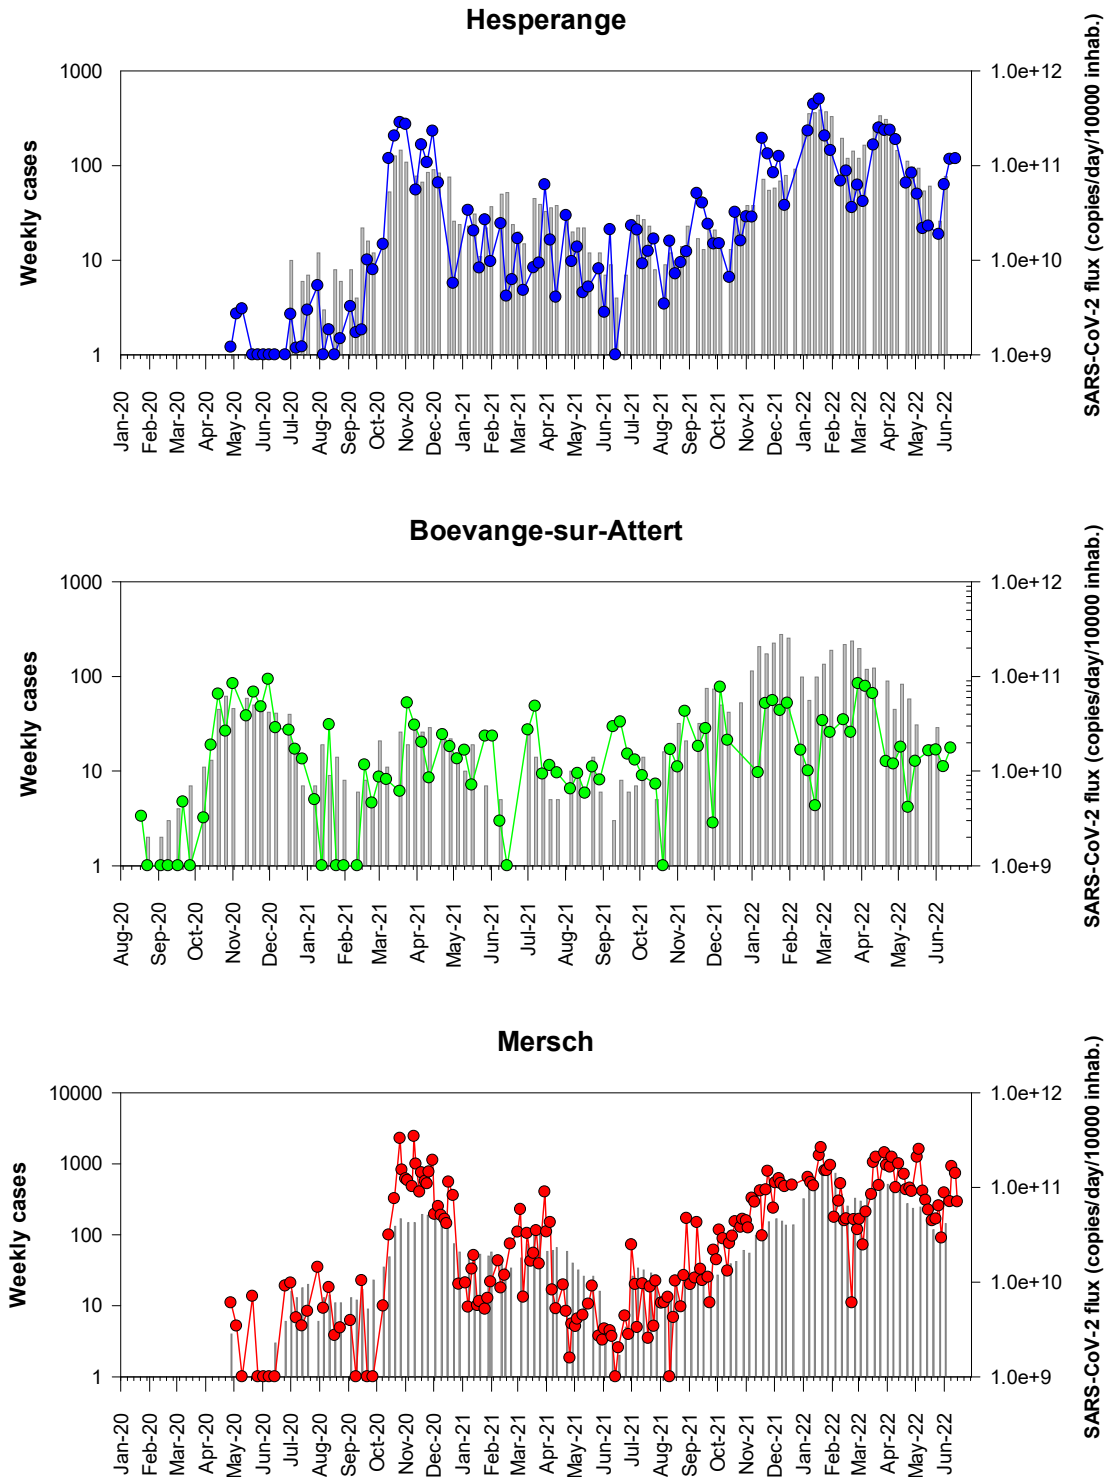 Hesperange
Weekly cases
1000
100
10
1
1.0e+12
1.0e+11
1.0e+10
1.0e+9
SARS-CoV-2 flux (copies/day/10000 inhab.)
Jan-20
Feb-20
Mar-20
Apr-20
May-20
Jun-20
Jul-20
Aug-20
Sep-20
Oct-20
Nov-20
Dec-20
Jan-21
Feb-21
Mar-21
Apr-21
May-21
Jun-21
Jul-21
Aug-21
Sep-21
Oct-21
Nov-21
Dec-21
Jan-22
Feb-22
Mar-22
Apr-22
May-22
Jun-22
Boevange-sur-Attert
Weekly cases
1000
100
10
1
1.0e+12
1.0e+11
1.0e+10
1.0e+9
SARS-CoV-2 flux (copies/day/10000 inhab.)
Aug-20
Sep-20
Oct-20
Nov-20
Dec-20
Jan-21
Feb-21
Mar-21
Apr-21
May-21
Jun-21
Jul-21
Aug-21
Sep-21
Oct-21
Nov-21
Dec-21
Jan-22
Feb-22
Mar-22
Apr-22
May-22
Jun-22
Mersch
Weekly cases
10000
1000
100
10
1
1.0e+12
1.0e+11
1.0e+10
1.0e+9
SARS-CoV-2 flux (copies/day/10000 inhab.)
Jan-20
Feb-20
Mar-20
Apr-20
May-20
Jun-20
Jul-20
Aug-20
Sep-20
Oct-20
Nov-20
Dec-20
Jan-21
Feb-21
Mar-21
Apr-21
May-21
Jun-21
Jul-21
Aug-21
Sep-21
Oct-21
Nov-21
Dec-21
Jan-22
Feb-22
Mar-22
Apr-22
May-22
Jun-22